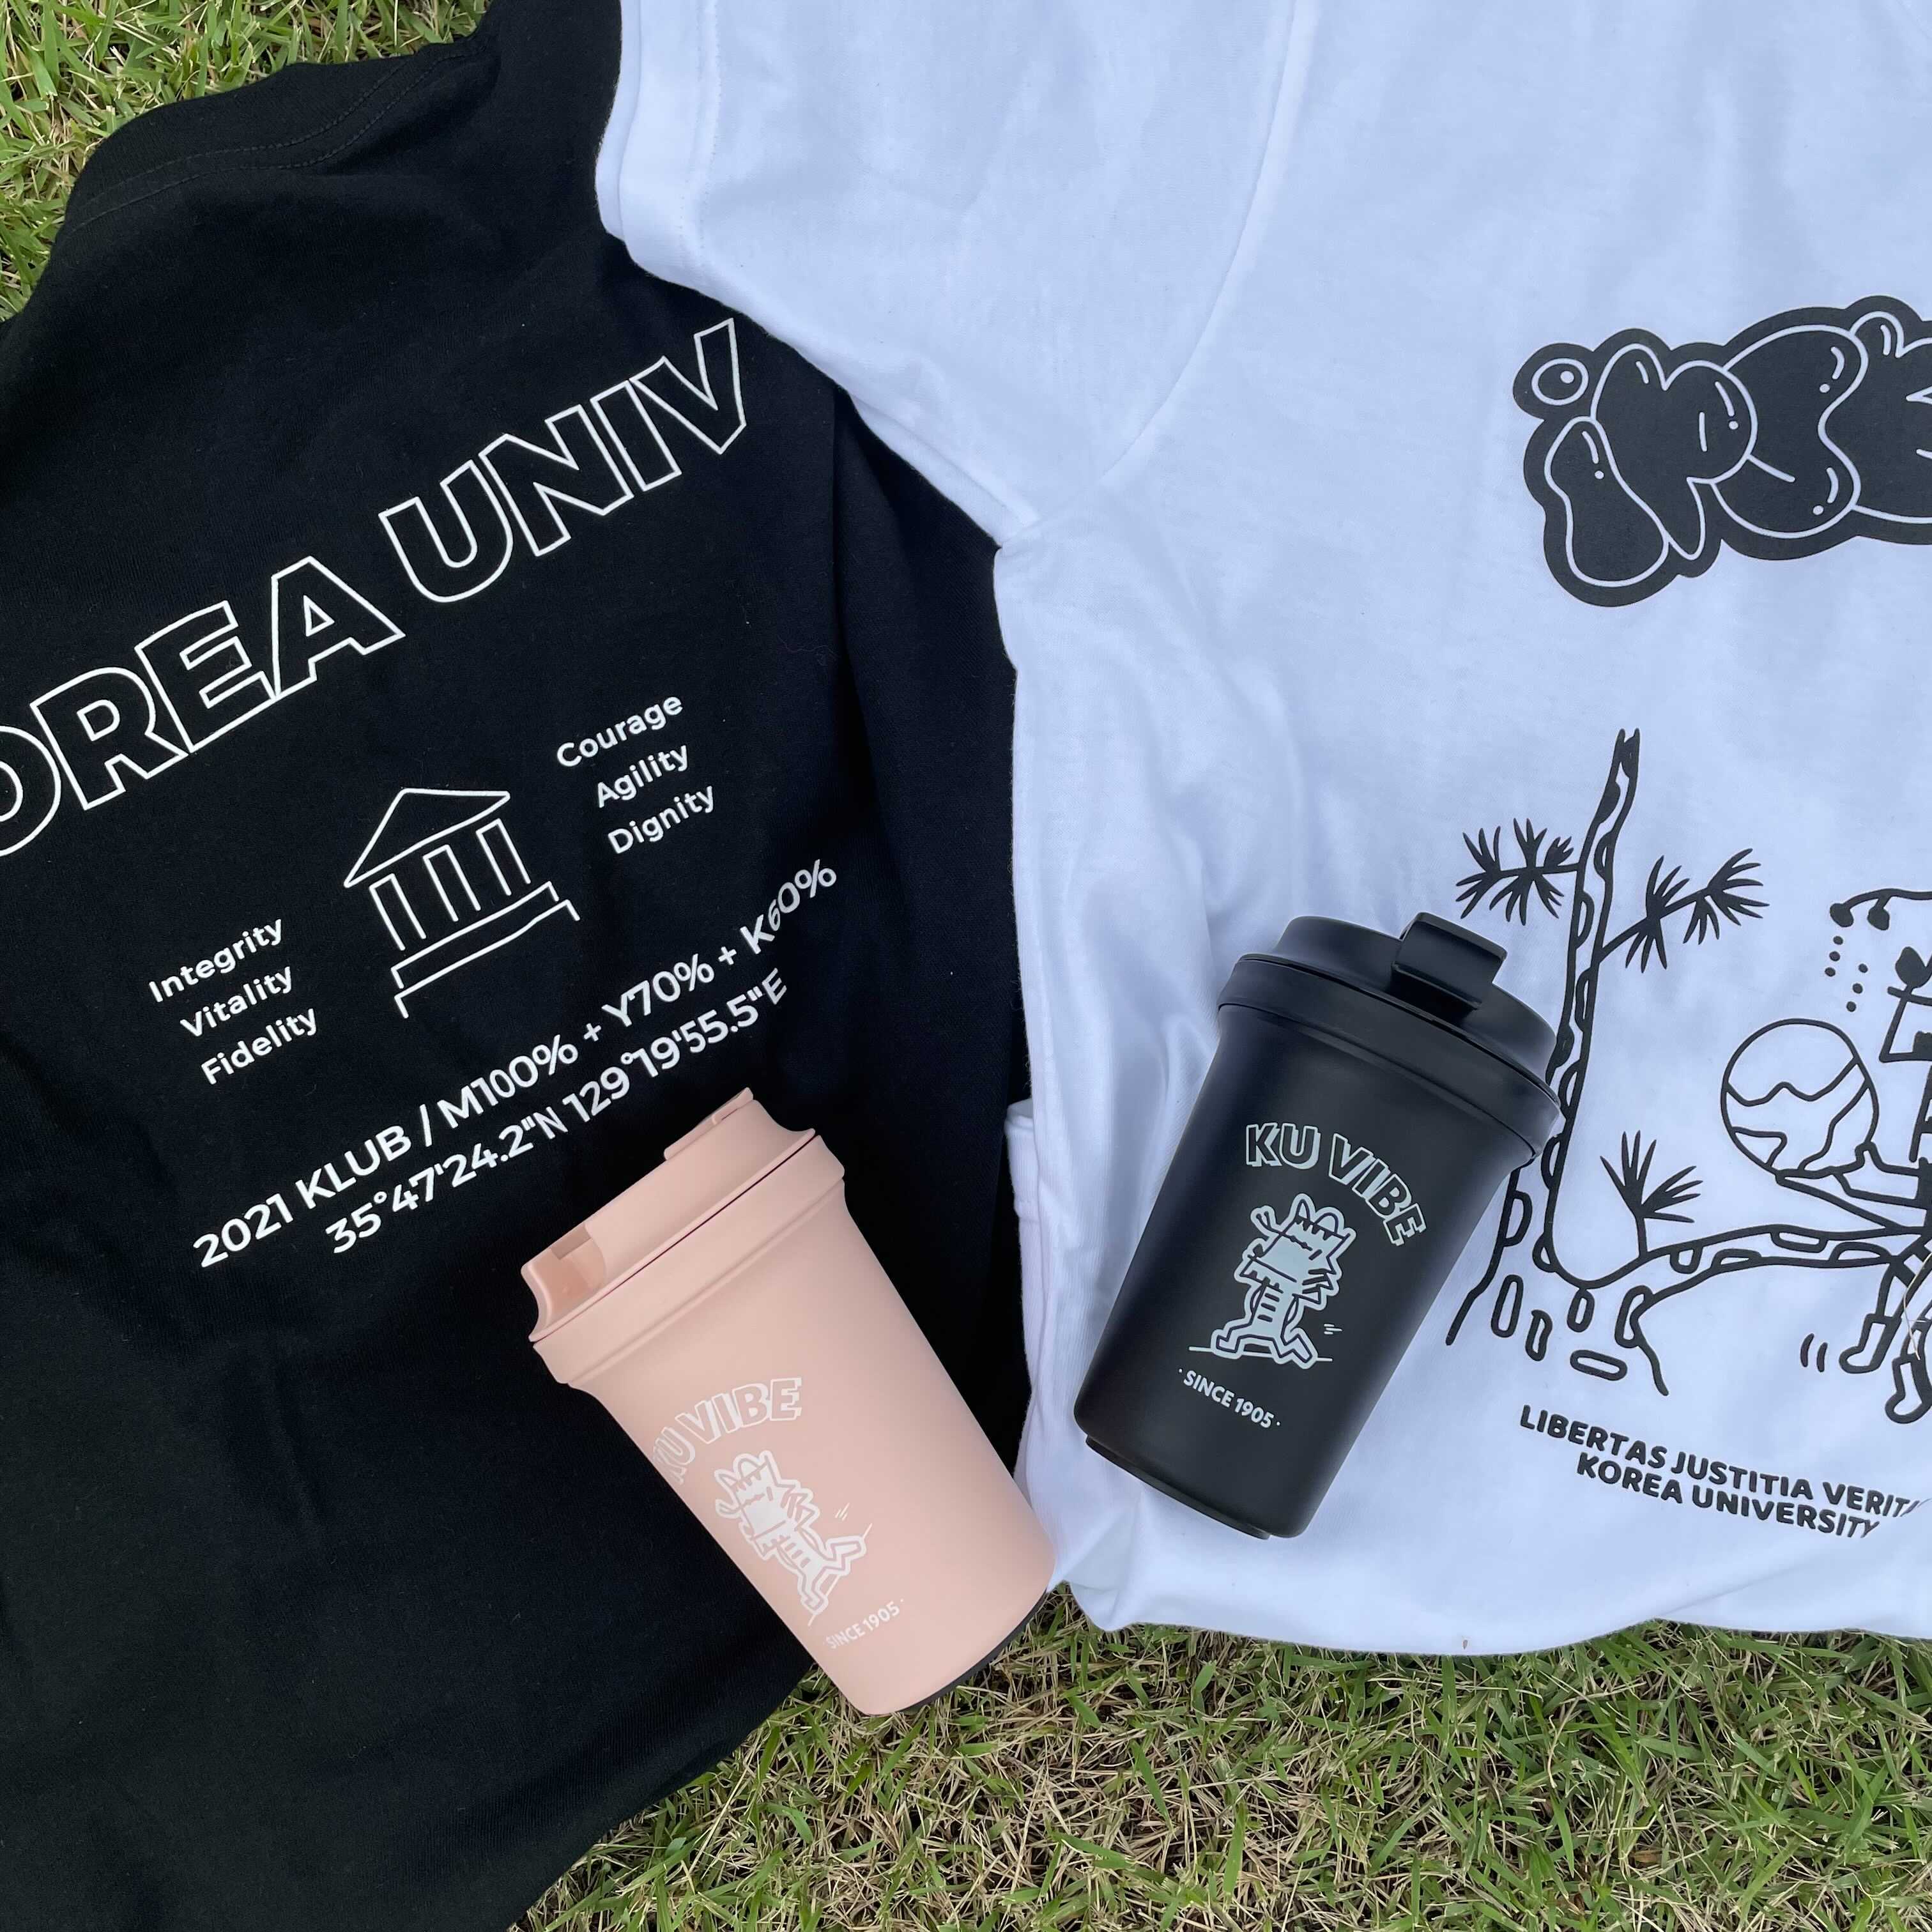 OREA UNIV
Courage
Agility
Dignity
Integrity
Vitality
Fidelity
2021 KLUB / M100% + Y70% + K60%
35°47'24.2"N 129°19'55.5"E
KU VIBE
SINCE 1905
KU VIBE
· SINCE 1905 ·
LIBERTAS JUSTITIA VERITA
KOREA UNIVERSITY